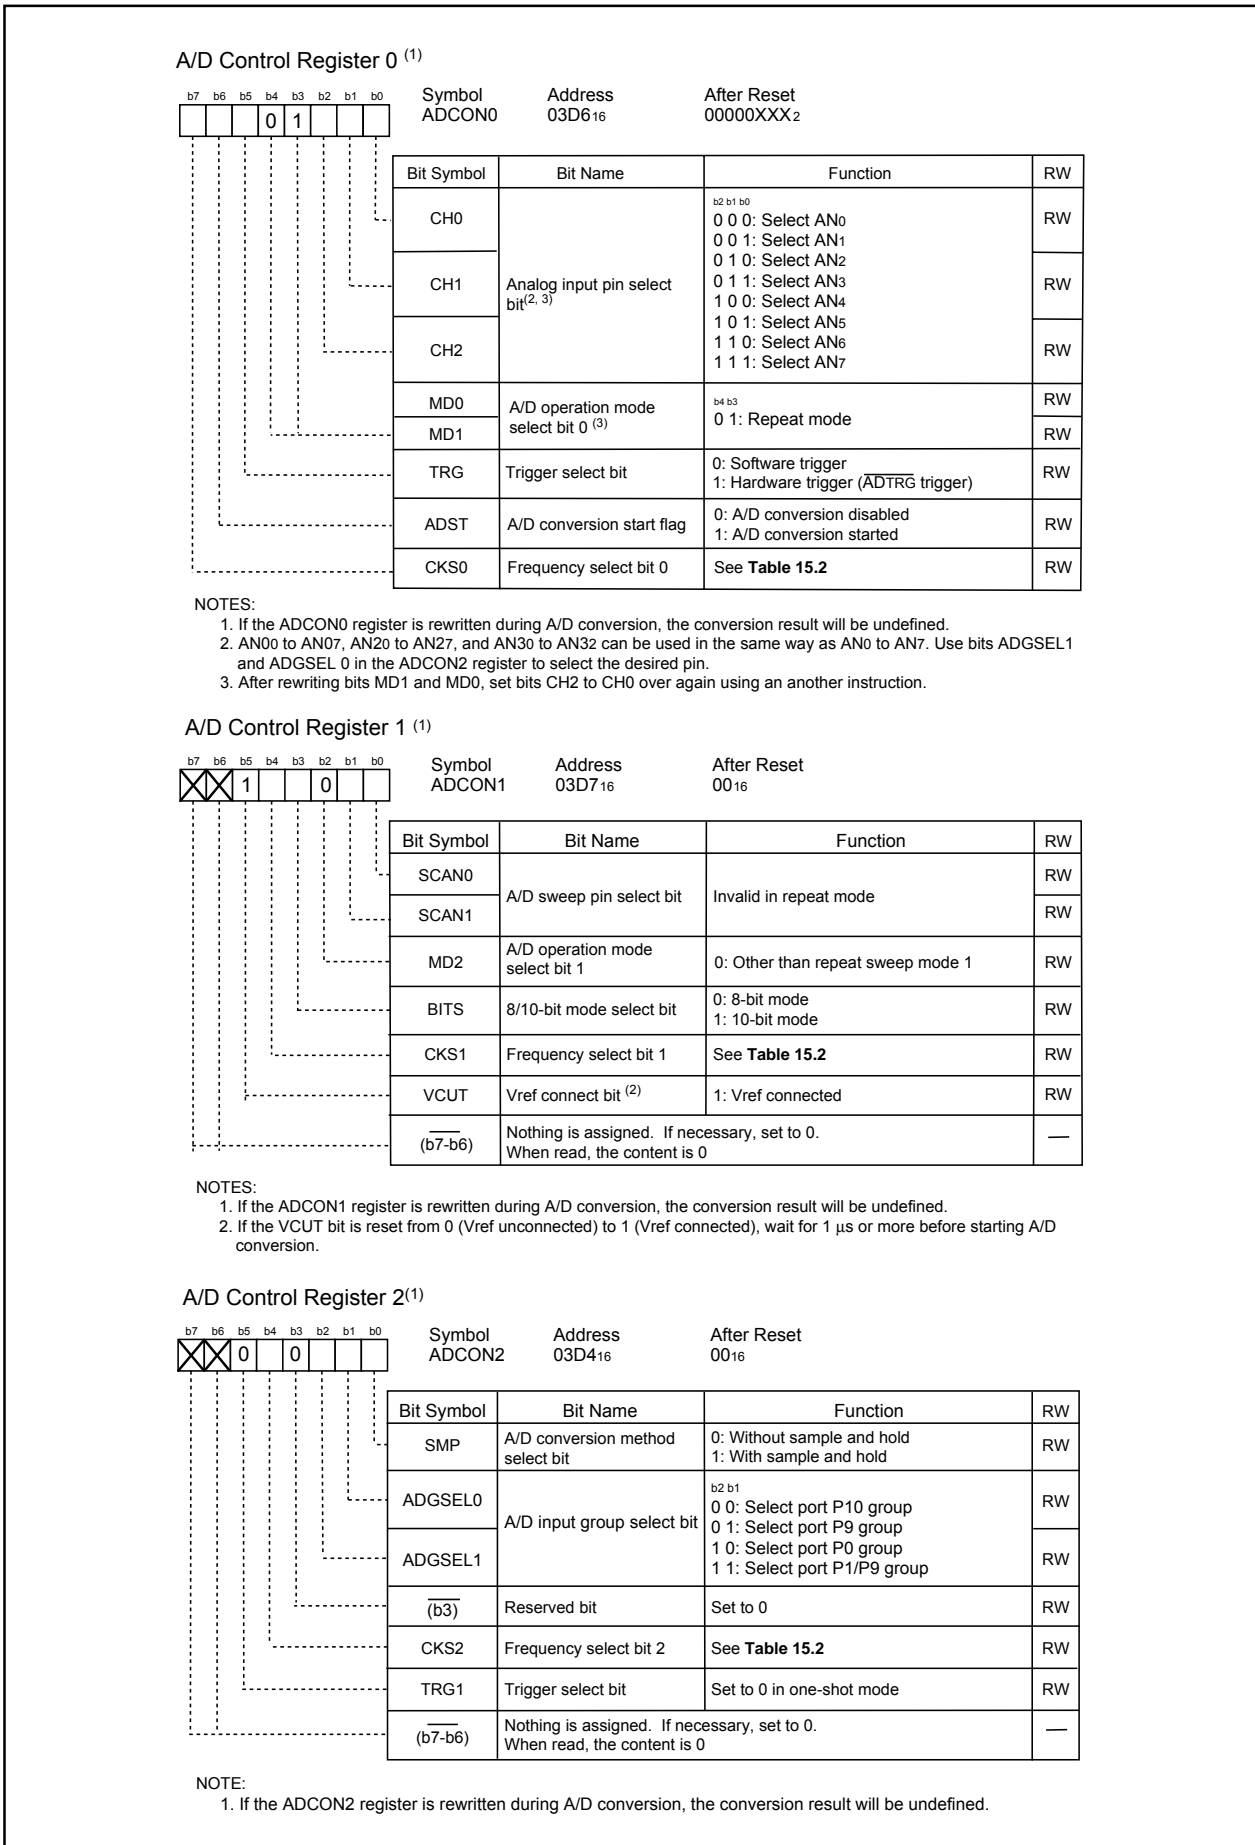 A/D Control Register 0 (1)
b7 b6 b5 b4 b3 b2 b1 b0
0 1
Symbol Address After Reset
ADCON0 03D616 00000XXX2
Bit Symbol Bit Name Function RW
CH0 RW
CH1 RW
CH2 RW
Analog input pin select
bit(2, 3)
b2 b1 b0
0 0 0: Select AN0
0 0 1: Select AN1
0 1 0: Select AN2
0 1 1: Select AN3
1 0 0: Select AN4
1 0 1: Select AN5
1 1 0: Select AN6
1 1 1: Select AN7
MD0 RW
MD1 RW
A/D operation mode
select bit 0 (3)
b4 b3
0 1: Repeat mode
TRG Trigger select bit RW
0: Software trigger
1: Hardware trigger (ADTRG trigger)
ADST A/D conversion start flag RW
0: A/D conversion disabled
1: A/D conversion started
CKS0 Frequency select bit 0 See Table 15.2 RW
NOTES:
1. If the ADCON0 register is rewritten during A/D conversion, the conversion result will be undefined.
2. AN00 to AN07, AN20 to AN27, and AN30 to AN32 can be used in the same way as AN0 to AN7. Use bits ADGSEL1
and ADGSEL 0 in the ADCON2 register to select the desired pin.
3. After rewriting bits MD1 and MD0, set bits CH2 to CH0 over again using an another instruction.
A/D Control Register 1 (1)
b7 b6 b5 b4 b3 b2 b1 b0
1 0
Symbol Address After Reset
ADCON1 03D716 0016
Bit Symbol Bit Name Function RW
SCAN0 RW
SCAN1 RW
A/D sweep pin select bit Invalid in repeat mode
MD2 RW
A/D operation mode
select bit 1
0: Other than repeat sweep mode 1
BITS 8/10-bit mode select bit RW
0: 8-bit mode
1: 10-bit mode
CKS1 Frequency select bit 1 See Table 15.2 RW
VCUT Vref connect bit (2) 1: Vref connected RW
(b7-b6) —
Nothing is assigned. If necessary, set to 0.
When read, the content is 0
NOTES:
1. If the ADCON1 register is rewritten during A/D conversion, the conversion result will be undefined.
2. If the VCUT bit is reset from 0 (Vref unconnected) to 1 (Vref connected), wait for 1 µs or more before starting A/D
conversion.
A/D Control Register 2(1)
b7 b6 b5 b4 b3 b2 b1 b0
0 0
Symbol Address After Reset
ADCON2 03D416 0016
Bit Symbol Bit Name Function RW
SMP RW
A/D conversion method
select bit
0: Without sample and hold
1: With sample and hold
ADGSEL0 RW
ADGSEL1 RW
A/D input group select bit
b2 b1
0 0: Select port P10 group
0 1: Select port P9 group
1 0: Select port P0 group
1 1: Select port P1/P9 group
(b3) Reserved bit Set to 0 RW
CKS2 Frequency select bit 2 See Table 15.2 RW
TRG1 Trigger select bit Set to 0 in one-shot mode RW
(b7-b6) —
Nothing is assigned. If necessary, set to 0.
When read, the content is 0
NOTE:
1. If the ADCON2 register is rewritten during A/D conversion, the conversion result will be undefined.